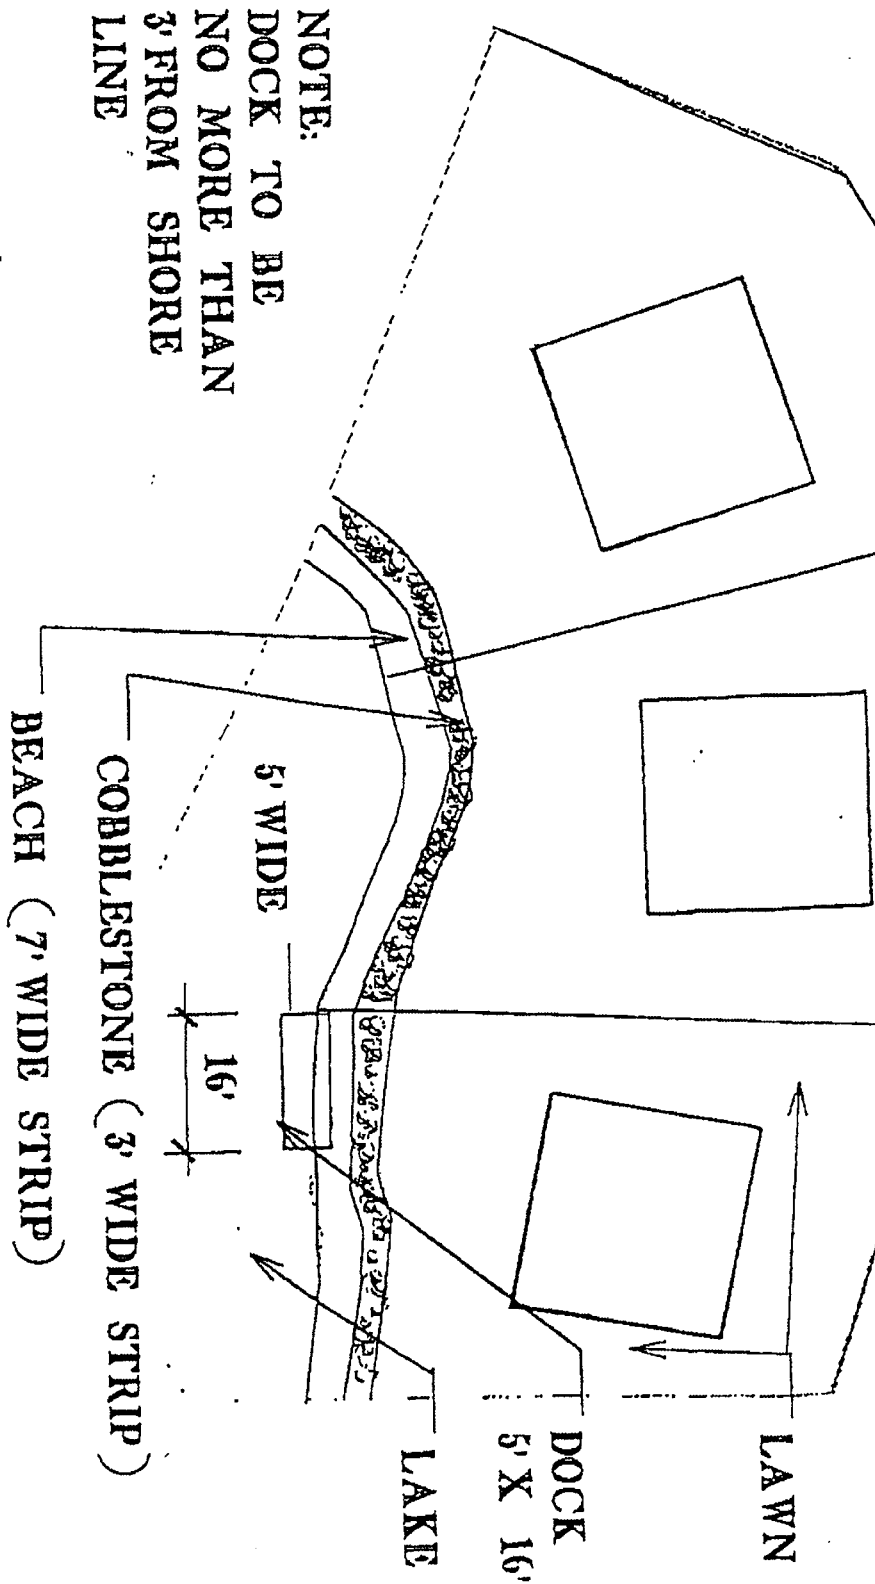 NOTE:
DOCK TO BE
NO MORE THAN
3' FROM SHORE
LINE
LAWN
DOCK
5' X 16'
LAKE
5' WIDE
16'
COBBLESTONE (3' WIDE STRIP)
BEACH (7' WIDE STRIP)